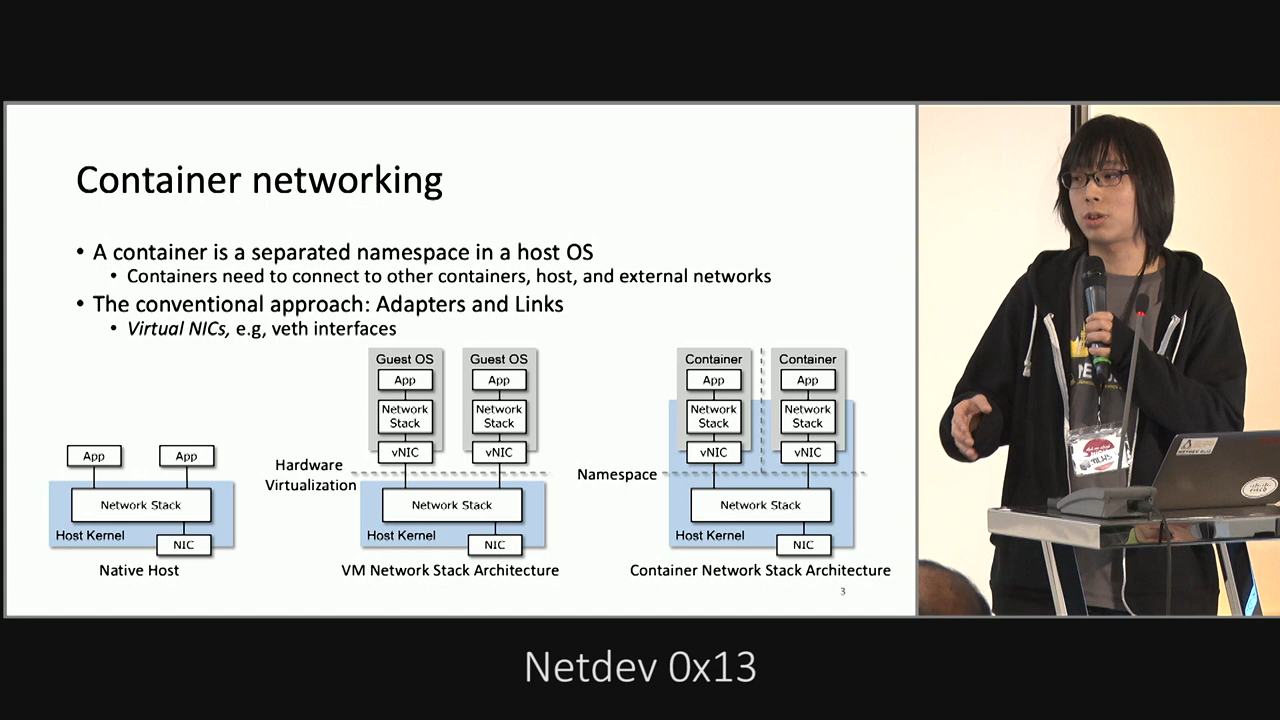 Container networking
• A container is a separated namespace in a host OS
• Containers need to connect to other containers, host, and external networks
• The conventional approach: Adapters and Links
• Virtual NICs, e.g, veth interfaces
App
App
Network Stack
Host Kernel
NIC
Native Host
Guest OS
Guest OS
App
App
Network
Stack
Network
Stack
vNIC
vNIC
Hardware
Virtualization
Network Stack
Host Kernel
NIC
VM Network Stack Architecture
Container
Container
App
App
Network
Stack
Network
Stack
vNIC
vNIC
Namespace
Network Stack
Host Kernel
NIC
Container Network Stack Architecture
3
Netdev 0x13